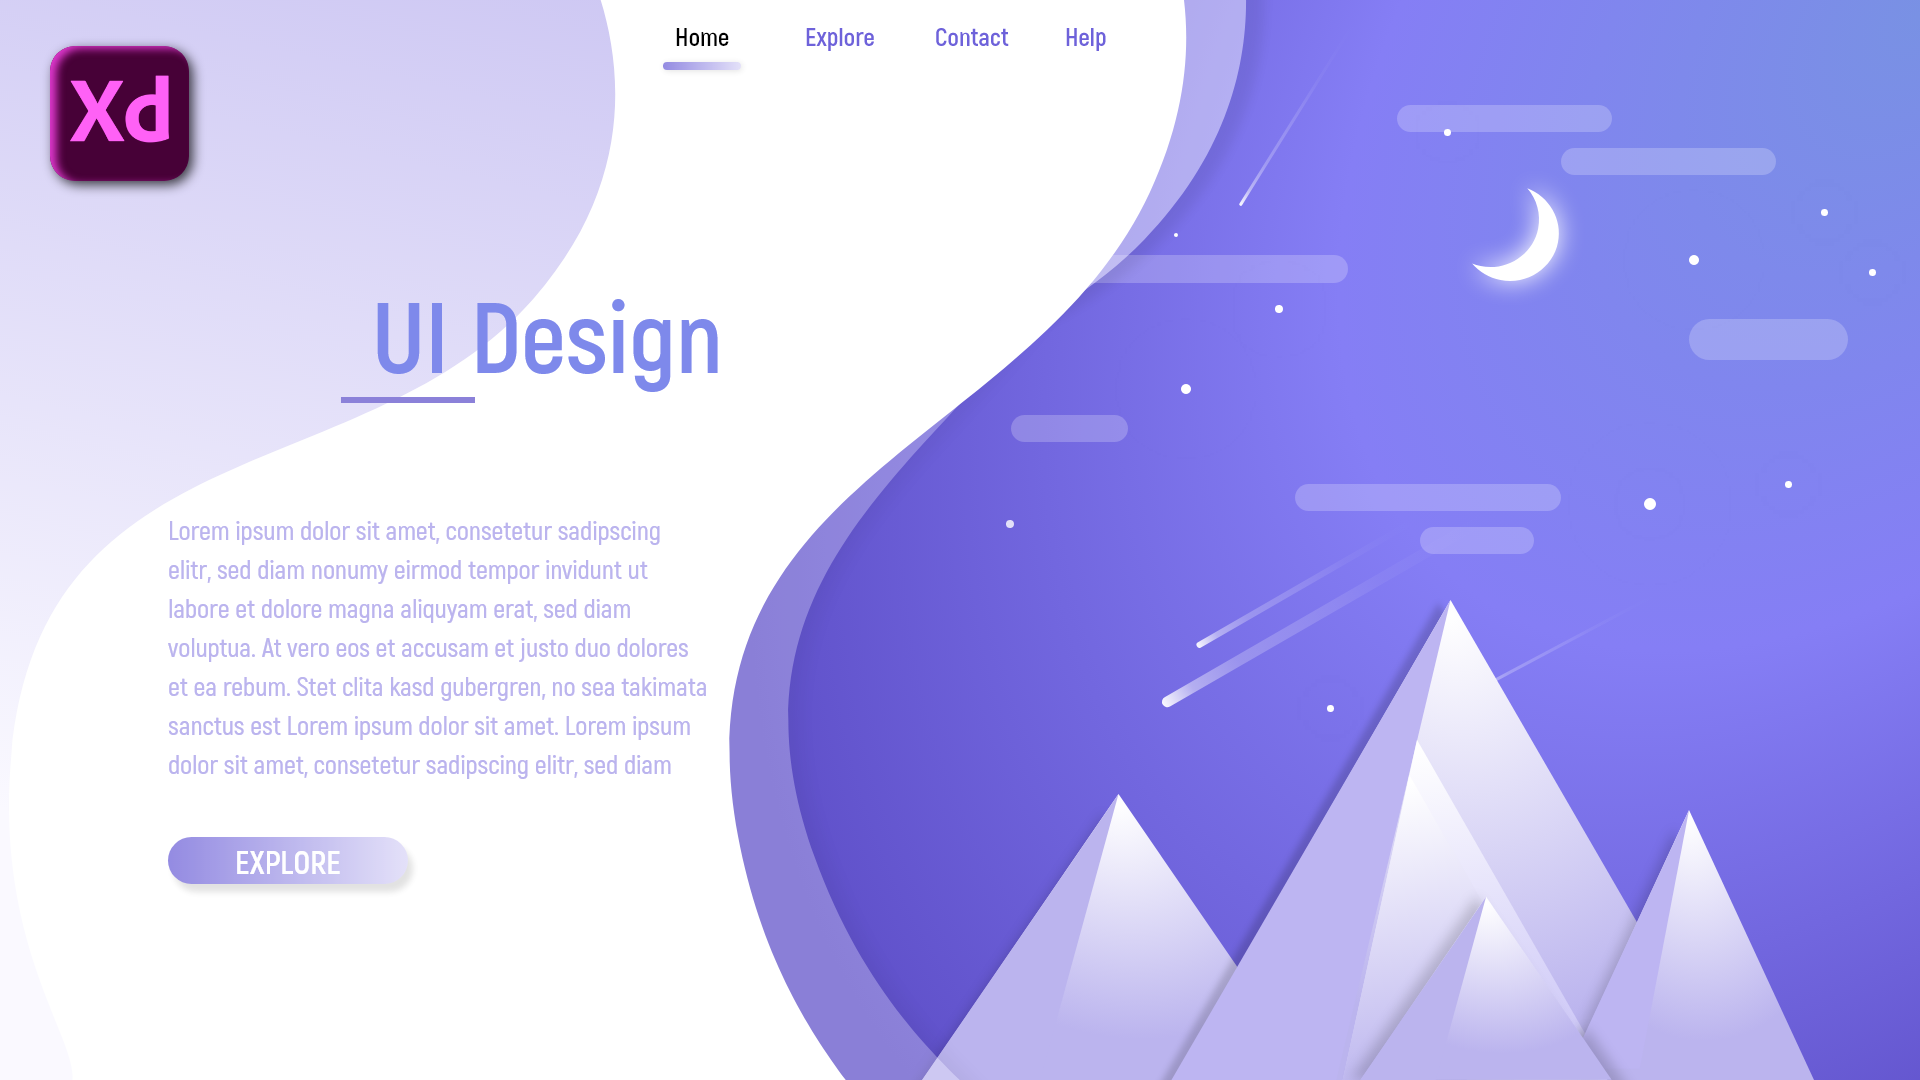 Xd
Home Explore Contact Help
UI Design
Lorem ipsum dolor sit amet, consetetur sadipscing
elitr, sed diam nonumy eirmod tempor invidunt ut
labore et dolore magna aliquyam erat, sed diam
voluptua. At vero eos et accusam et justo duo dolores
et ea rebum. Stet clita kasd gubergren, no sea takimata
sanctus est Lorem ipsum dolor sit amet. Lorem ipsum
dolor sit amet, consetetur sadipscing elitr, sed diam
EXPLORE